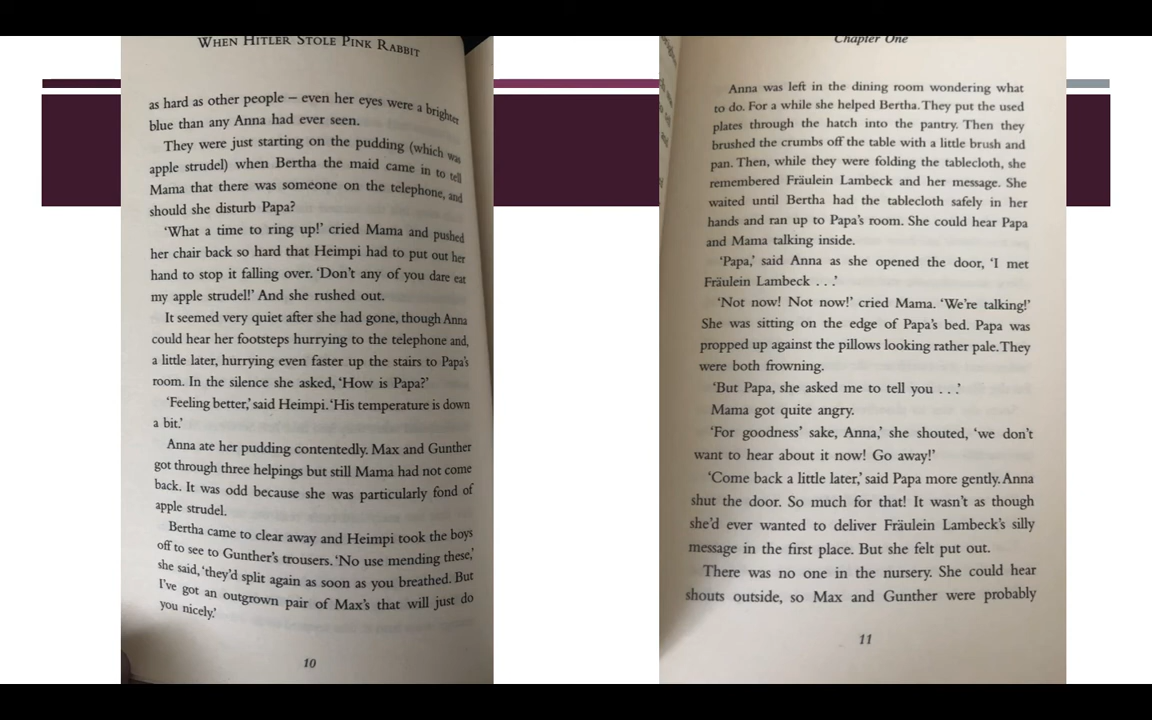 WHEN HITLER STOLE PINK RABBIT
as hard as other people – even her eyes were a brighter
blue than any Anna had ever seen.
They were just starting on the pudding (which was
apple strudel) when Bertha the maid came in to tell
Mama that there was someone on the telephone, and
should she disturb Papa?
‘What a time to ring up!’ cried Mama and pushed
her chair back so hard that Heimpi had to put out her
hand to stop it falling over. ‘Don’t any of you dare eat
my apple strudel!’ And she rushed out.
It seemed very quiet after she had gone, though Anna
could hear her footsteps hurrying to the telephone and,
a little later, hurrying even faster up the stairs to Papa’s
room. In the silence she asked, ‘How is Papa?’
‘Feeling better,’ said Heimpi. ‘His temperature is down
a bit.’
Anna ate her pudding contentedly. Max and Gunther
got through three helpings but still Mama had not come
back. It was odd because she was particularly fond of
apple strudel.
Bertha came to clear away and Heimpi took the boys
off to see to Gunther’s trousers. ‘No use mending these,’
she said, ‘they’d split again as soon as you breathed. But
I’ve got an outgrown pair of Max’s that will just do
you nicely.’
10
Chapter One
Anna was left in the dining room wondering what
to do. For a while she helped Bertha. They put the used
plates through the hatch into the pantry. Then they
brushed the crumbs off the table with a little brush and
pan. Then, while they were folding the tablecloth, she
remembered Fräulein Lambeck and her message. She
waited until Bertha had the tablecloth safely in her
hands and ran up to Papa’s room. She could hear Papa
and Mama talking inside.
‘Papa,’ said Anna as she opened the door, ‘I met
Fräulein Lambeck . . .’
‘Not now! Not now!’ cried Mama. ‘We’re talking!’
She was sitting on the edge of Papa’s bed. Papa was
propped up against the pillows looking rather pale. They
were both frowning.
‘But Papa, she asked me to tell you . . .’
Mama got quite angry.
‘For goodness’ sake, Anna,’ she shouted, ‘we don’t
want to hear about it now! Go away!’
‘Come back a little later,’ said Papa more gently. Anna
shut the door. So much for that! It wasn’t as though
she’d ever wanted to deliver Fräulein Lambeck’s silly
message in the first place. But she felt put out.
There was no one in the nursery. She could hear
shouts outside, so Max and Gunther were probably
11